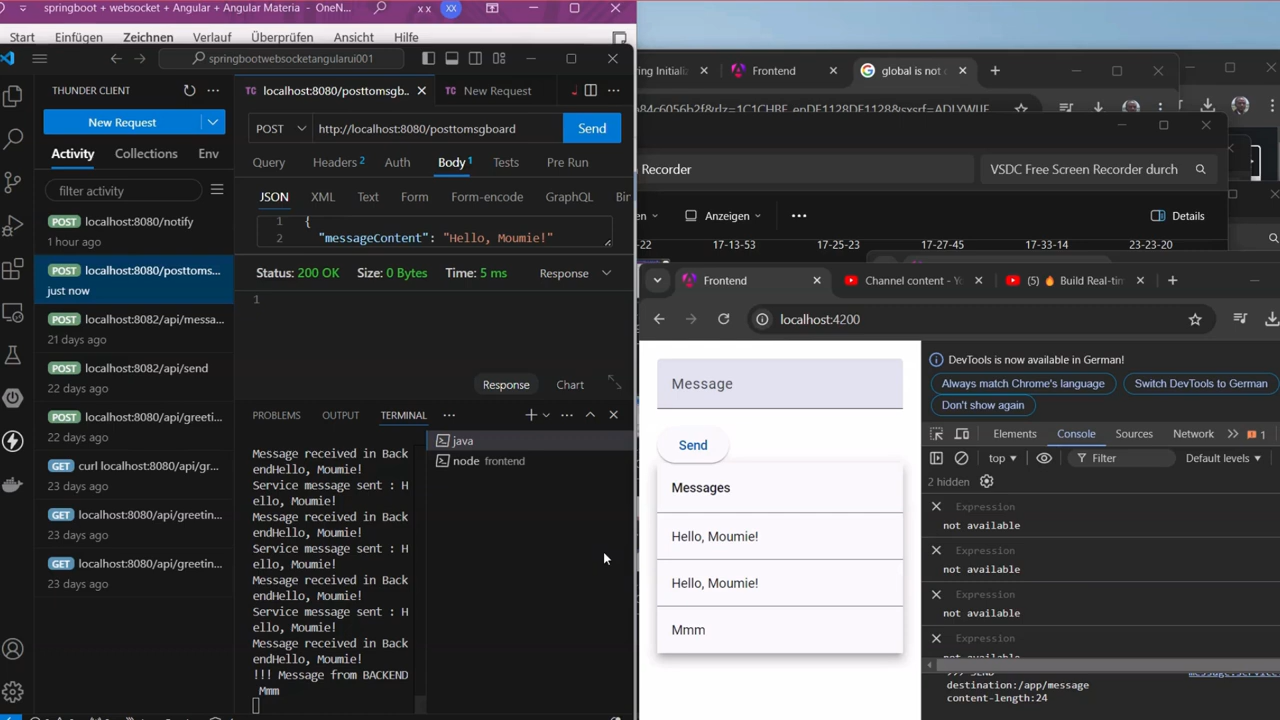 springboot + websocket + Angular + Angular Materia - OneN...
x x
XX
Start Einfügen Zeichnen Verlauf Überprüfen Ansicht Hilfe
springbootwebsocketangularui001
THUNDER CLIENT
New Request
Activity Collections Env
filter activity
POST localhost:8080/notify
1 hour ago
POST localhost:8080/posttoms...
just now
POST localhost:8082/api/messa...
21 days ago
POST localhost:8082/api/send
22 days ago
POST localhost:8080/api/greeti...
22 days ago
GET curl localhost:8080/api/gr...
23 days ago
GET localhost:8080/api/greetin...
23 days ago
GET localhost:8080/api/greetin...
23 days ago
TC localhost:8080/posttomsgb..
TC New Request
POST http://localhost:8080/posttomsgboard Send
Query Headers 2 Auth Body 1 Tests Pre Run
JSON XML Text Form Form-encode GraphQL Bin
1 {
2 "messageContent": "Hello, Moumie!"
Status: 200 OK Size: 0 Bytes Time: 5 ms Response
1
Response Chart
PROBLEMS OUTPUT TERMINAL
java
node frontend
Message received in Back
endHello, Moumie!
Service message sent : H
ello, Moumie!
Message received in Back
endHello, Moumie!
Service message sent : H
ello, Moumie!
Message received in Back
endHello, Moumie!
Service message sent : H
ello, Moumie!
Message received in Back
endHello, Moumie!
!!! Message from BACKEND
Mmm
ring Initializ
Frontend
global is not d
Recorder
VSDC Free Screen Recorder durch
en Anzeigen Details
-22 17-13-53 17-25-23 17-27-45 17-33-14 23-23-20
Frontend
Channel content - Yo
(5) 🔥 Build Real-tim
localhost:4200
Message
Send
Messages
Hello, Moumie!
Hello, Moumie!
Mmm
DevTools is now available in German!
Always match Chrome's language Switch DevTools to German
Don't show again
Elements Console Sources Network 1
top Filter Default levels
2 hidden
Expression
not available
Expression
not available
Expression
not available
Expression
not available
>>> SEND
message.service
destination:/app/message
content-length:24